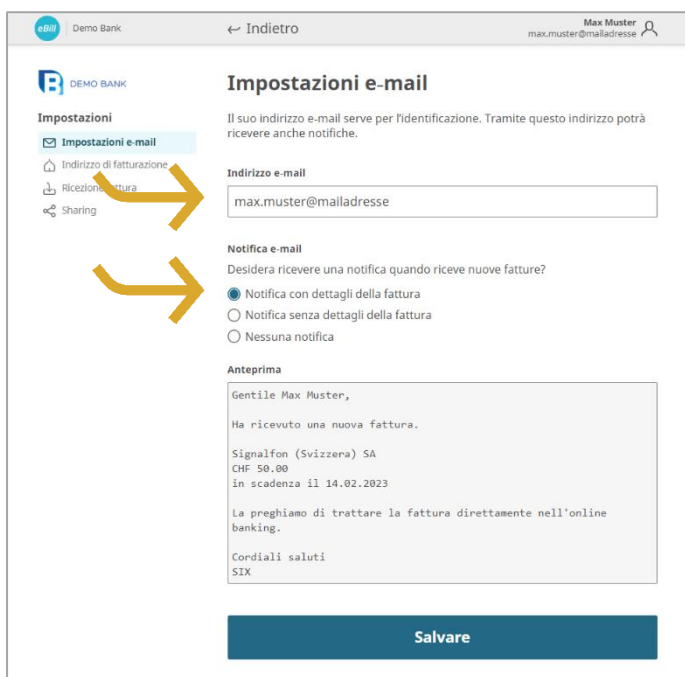 eBill Demo Bank
← Indietro
Max Muster
max.muster@mailadresse
DEMO BANK
Impostazioni
Impostazioni e-mail
Indirizzo di fatturazione
Ricezione fattura
Sharing
Impostazioni e-mail
Il suo indirizzo e-mail serve per l'identificazione. Tramite questo indirizzo potrà
ricevere anche notifiche.
Indirizzo e-mail
max.muster@mailadresse
Notifica e-mail
Desidera ricevere una notifica quando riceve nuove fatture?
Notifica con dettagli della fattura
Notifica senza dettagli della fattura
Nessuna notifica
Anteprima
Gentile Max Muster,
Ha ricevuto una nuova fattura.
Signalfon (Svizzera) SA
CHF 50.00
in scadenza il 14.02.2023
La preghiamo di trattare la fattura direttamente nell'online
banking.
Cordiali saluti
SIX
Salvare